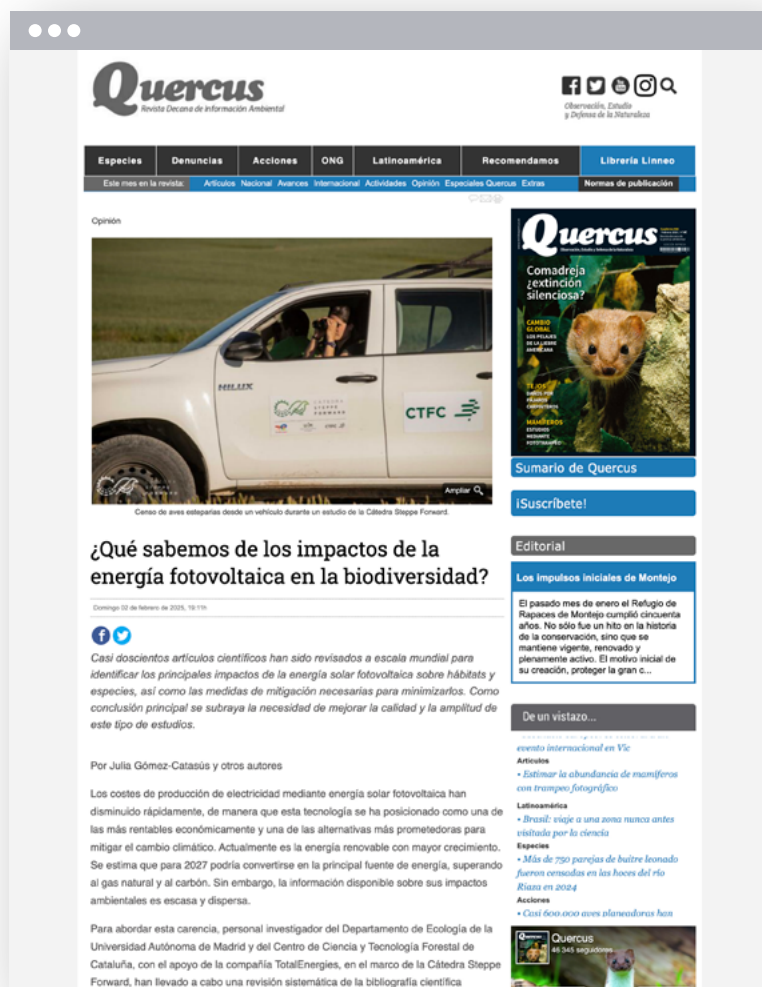 Quercus
Revista Decana de información Ambiental
Observación, Estudio
y Defensa de la Naturaleza
Especies
Denuncias
Acciones
ONG
Latinoamérica
Recomendamos
Librería Linneo
Este mes en la revista:
Artículos Nacional Avances Internacional Actividades Opinión Especiales Quercus Extras
Normas de publicación
Opinión
HILUX
STEPPE
FORWARD
CTFC
Ampliar
Censo de aves esteparias desde un vehículo durante un estudio de la Cátedra Steppe Forward.
¿Qué sabemos de los impactos de la
energía fotovoltaica en la biodiversidad?
Domingo 02 de febrero de 2025, 19:11h
Casi doscientos artículos científicos han sido revisados a escala mundial para
identificar los principales impactos de la energía solar fotovoltaica sobre hábitats y
especies, así como las medidas de mitigación necesarias para minimizarlos. Como
conclusión principal se subraya la necesidad de mejorar la calidad y la amplitud de
este tipo de estudios.
Por Julia Gómez-Catasús y otros autores
Los costes de producción de electricidad mediante energía solar fotovoltaica han
disminuido rápidamente, de manera que esta tecnología se ha posicionado como una de
las más rentables económicamente y una de las alternativas más prometedoras para
mitigar el cambio climático. Actualmente es la energía renovable con mayor crecimiento.
Se estima que para 2027 podría convertirse en la principal fuente de energía, superando
al gas natural y al carbón. Sin embargo, la información disponible sobre sus impactos
ambientales es escasa y dispersa.
Para abordar esta carencia, personal investigador del Departamento de Ecología de la
Universidad Autónoma de Madrid y del Centro de Ciencia y Tecnología Forestal de
Cataluña, con el apoyo de la compañía TotalEnergies, en el marco de la Cátedra Steppe
Forward, han llevado a cabo una revisión sistemática de la bibliografía científica
Quercus
Comadreja
¿extinción
silenciosa?
CAMBIO
GLOBAL
LOS PELAJES
DE LA LIEBRE
AMERICANA
TEJOS
MAMÍFEROS
ESTUDIOS
MEDIANTE
FOTOTRAMPEO
Sumario de Quercus
¡Suscríbete!
Editorial
Los impulsos iniciales de Montejo
El pasado mes de enero el Refugio de
Rapaces de Montejo cumplió cincuenta
años. No sólo fue un hito en la historia
de la conservación, sino que se
mantiene vigente, renovado y
plenamente activo. El motivo inicial de
su creación, proteger la gran c...
De un vistazo...
evento internacional en Vic
Artículos
• Estimar la abundancia de mamíferos
con trampeo fotográfico
Latinoamérica
• Brasil: viaje a una zona nunca antes
visitada por la ciencia
Especies
• Más de 750 parejas de buitre leonado
fueron censadas en las hoces del río
Riaza en 2024
Acciones
• Casi 600.000 aves planeadoras han
Quercus
46 345 seguidores